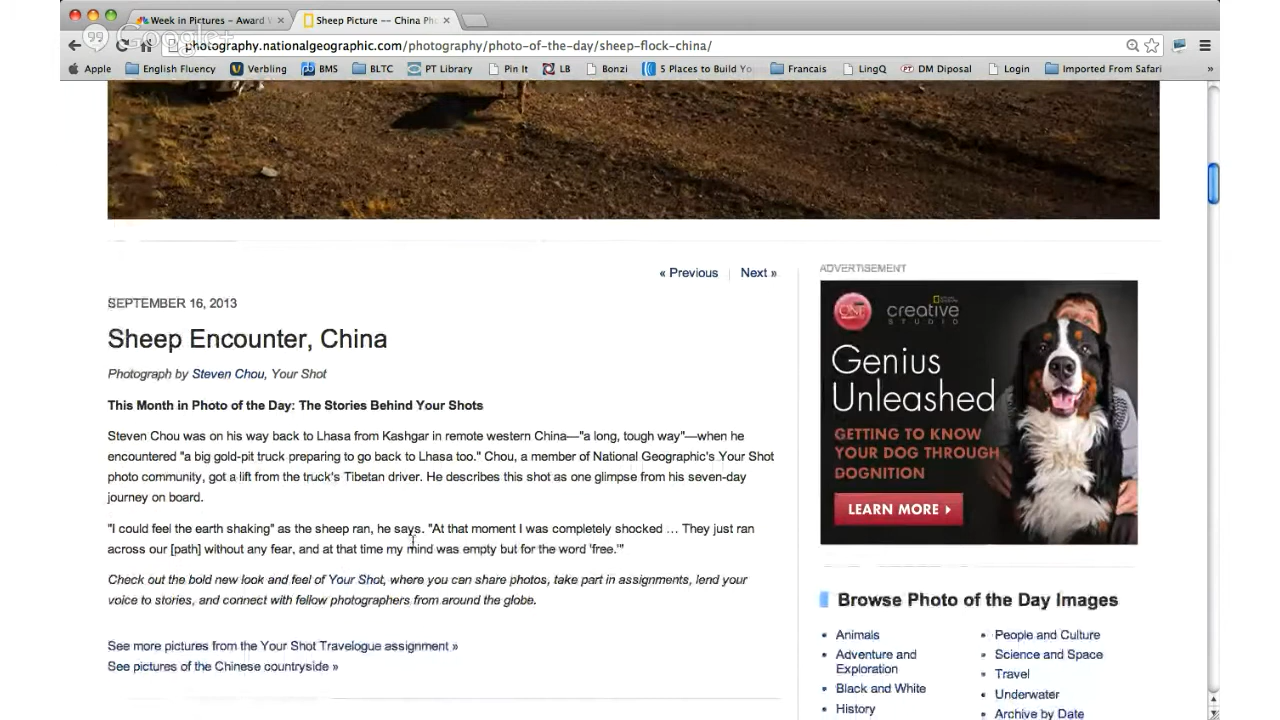 Week in Pictures – Award
Sheep Picture -- China Ph
Google+
photography.nationalgeographic.com/photography/photo-of-the-day/sheep-flock-china/
Apple English Fluency Verbling BMS BLTC PT Library Pin It LB Bonzi 5 Places to Build Yo Francais LingQ DM Diposal Login Imported From Safari »
« Previous Next »
ADVERTISEMENT
SEPTEMBER 16, 2013
Sheep Encounter, China
Photograph by Steven Chou, Your Shot
This Month in Photo of the Day: The Stories Behind Your Shots
Steven Chou was on his way back to Lhasa from Kashgar in remote western China—"a long, tough way"—when he
encountered "a big gold-pit truck preparing to go back to Lhasa too." Chou, a member of National Geographic's Your Shot
photo community, got a lift from the truck's Tibetan driver. He describes this shot as one glimpse from his seven-day
journey on board.
"I could feel the earth shaking" as the sheep ran, he says. "At that moment I was completely shocked … They just ran
across our [path] without any fear, and at that time my mind was empty but for the word 'free.'"
Check out the bold new look and feel of Your Shot, where you can share photos, take part in assignments, lend your
voice to stories, and connect with fellow photographers from around the globe.
See more pictures from the Your Shot Travelogue assignment »
See pictures of the Chinese countryside »
ONE creative
STUDIO
Genius
Unleashed
GETTING TO KNOW
YOUR DOG THROUGH
DOGNITION
LEARN MORE
Browse Photo of the Day Images
• Animals
• Adventure and
Exploration
• Black and White
• History
• People and Culture
• Science and Space
• Travel
• Underwater
• Archive by Date